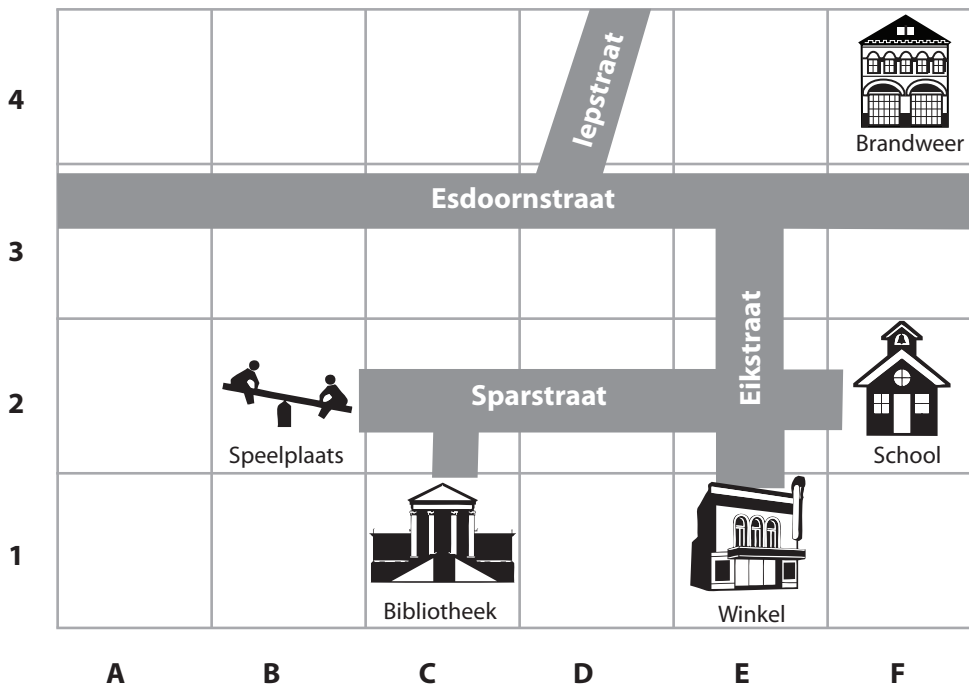 4
Iepstraat
Brandweer
Esdoornstraat
3
Eikstraat
2
Sparstraat
Speelplaats
School
1
Bibliotheek
Winkel
A B C D E F